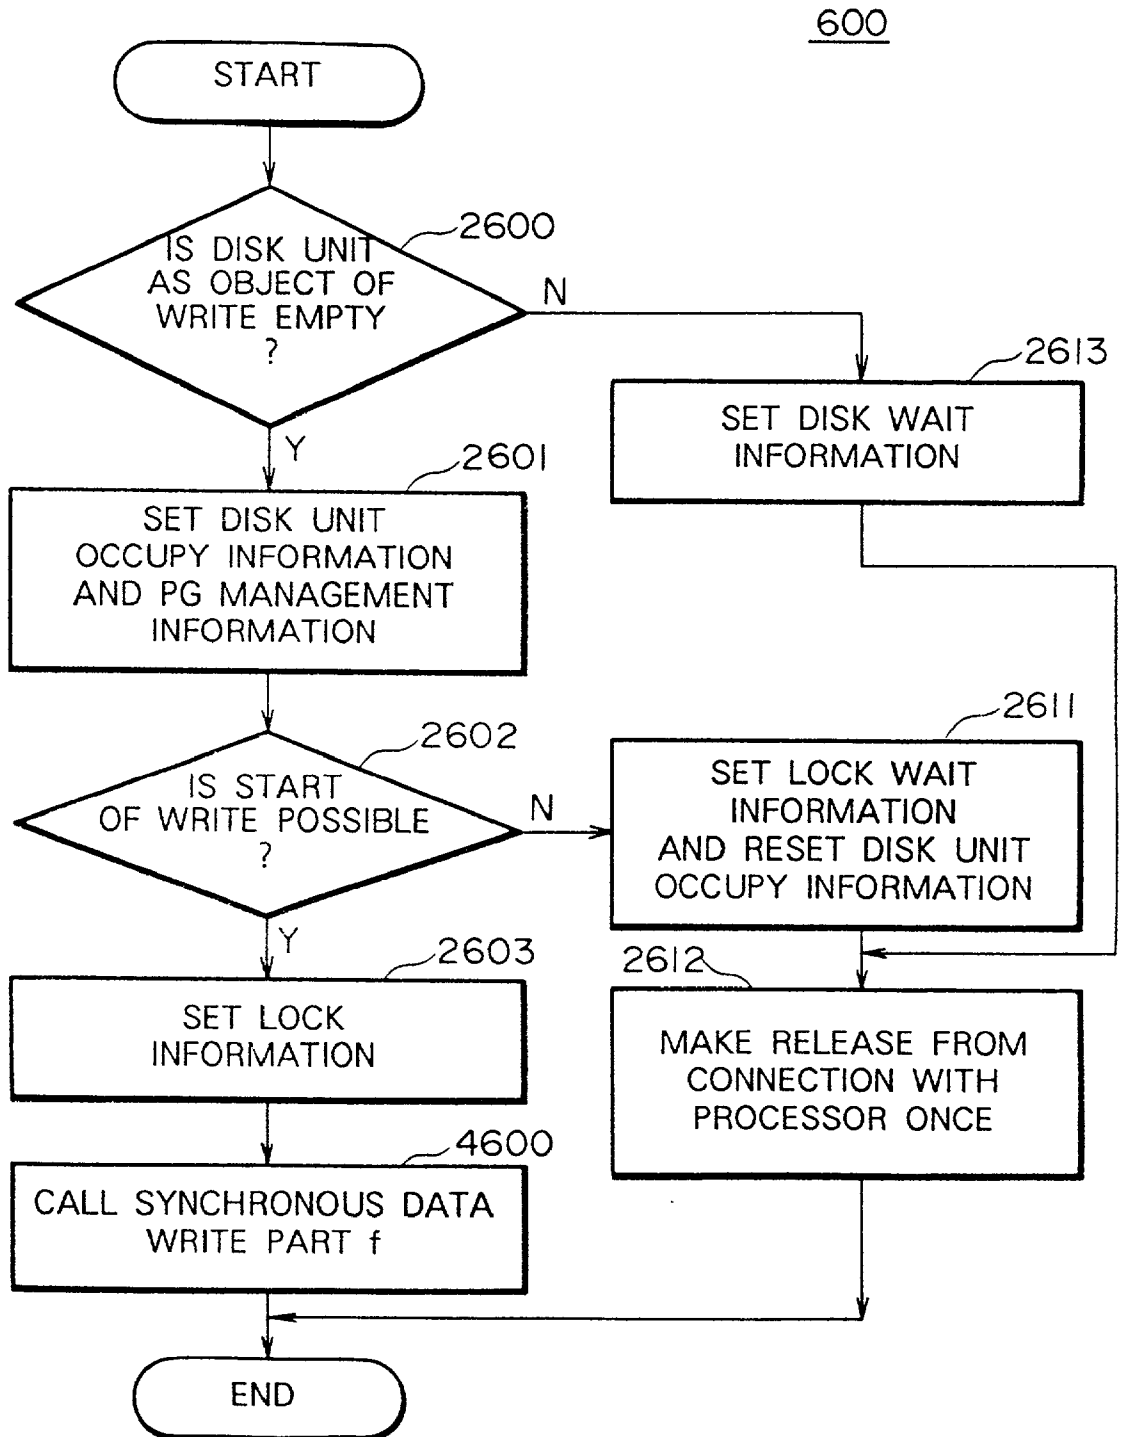 600
START
2600
IS DISK UNIT
AS OBJECT OF
WRITE EMPTY
?
N
Y
2613
SET DISK WAIT
INFORMATION
2601
SET DISK UNIT
OCCUPY INFORMATION
AND PG MANAGEMENT
INFORMATION
2602
IS START
OF WRITE POSSIBLE
?
N
Y
2611
SET LOCK WAIT
INFORMATION
AND RESET DISK UNIT
OCCUPY INFORMATION
2603
SET LOCK
INFORMATION
2612
MAKE RELEASE FROM
CONNECTION WITH
PROCESSOR ONCE
4600
CALL SYNCHRONOUS DATA
WRITE PART f
END